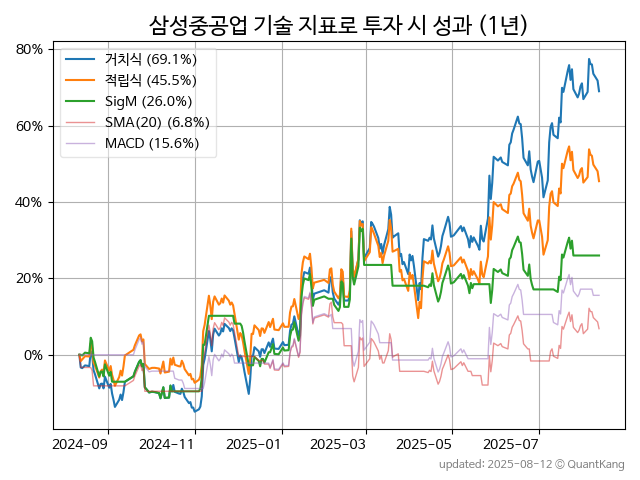 삼성중공업 기술 지표로 투자 시 성과 (1년)
80%
60%
40%
20%
0%
거치식 (69.1%)
적립식 (45.5%)
SigM (26.0%)
SMA(20) (6.8%)
MACD (15.6%)
2024-09
2024-11
2025-01
2025-03
2025-05
2025-07
updated: 2025-08-12 © QuantKang